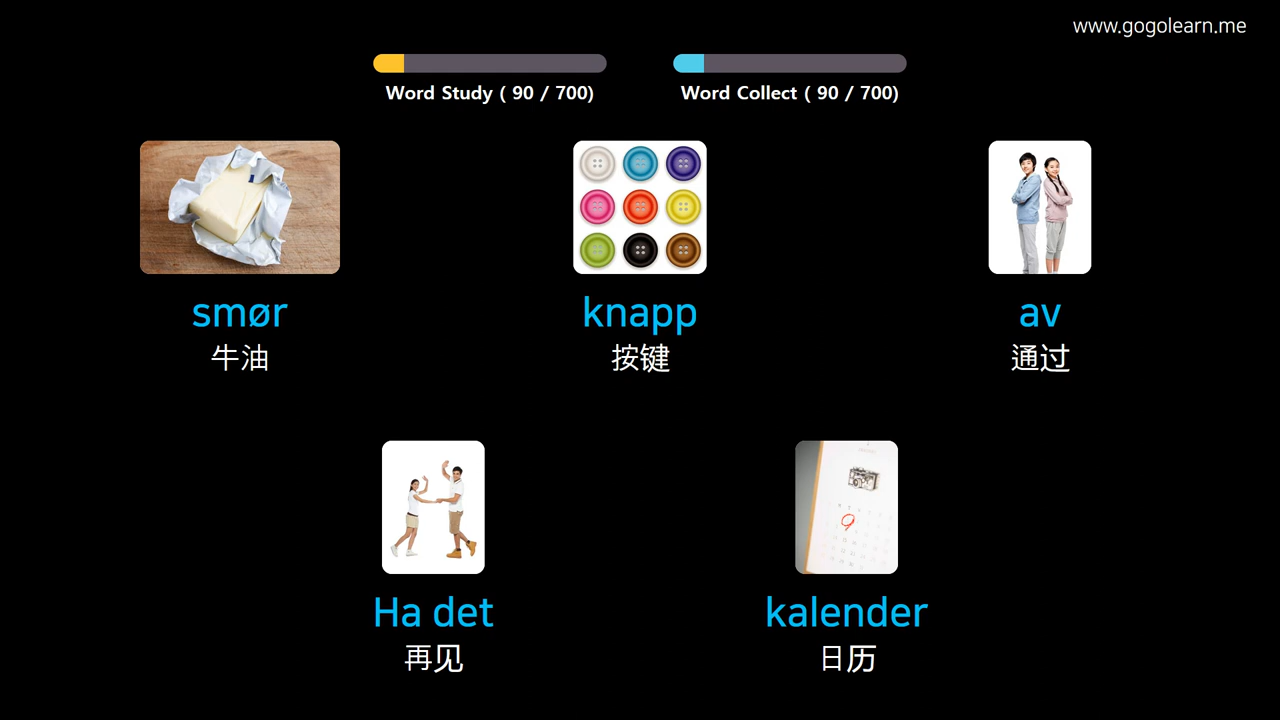 www.gogolearn.me
Word Study ( 90 / 700)
Word Collect ( 90 / 700)
smør
牛油
knapp
按键
av
通过
Ha det
再见
kalender
日历